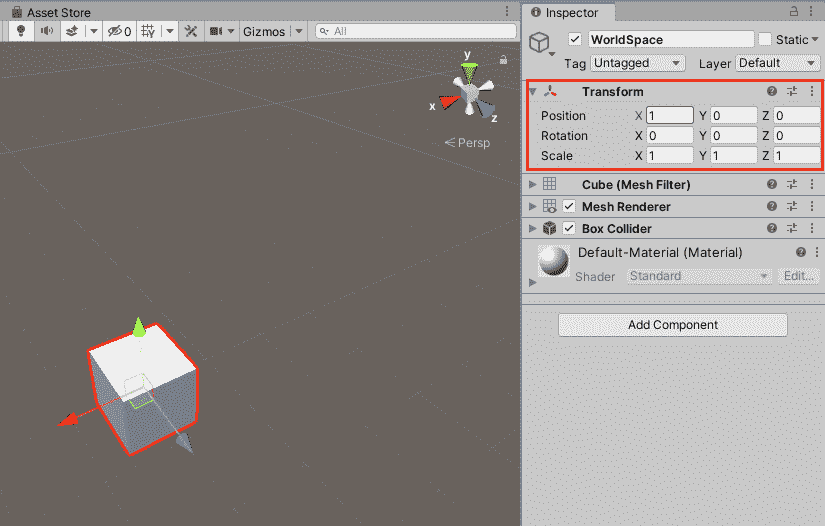 Asset Store
0 Gizmos All
y
x
z
Persp
Inspector
WorldSpace Static
Tag Untagged Layer Default
Transform
Position X 1 Y 0 Z 0
Rotation X 0 Y 0 Z 0
Scale X 1 Y 1 Z 1
Cube (Mesh Filter)
Mesh Renderer
Box Collider
Default-Material (Material)
Shader Standard Edit...
Add Component